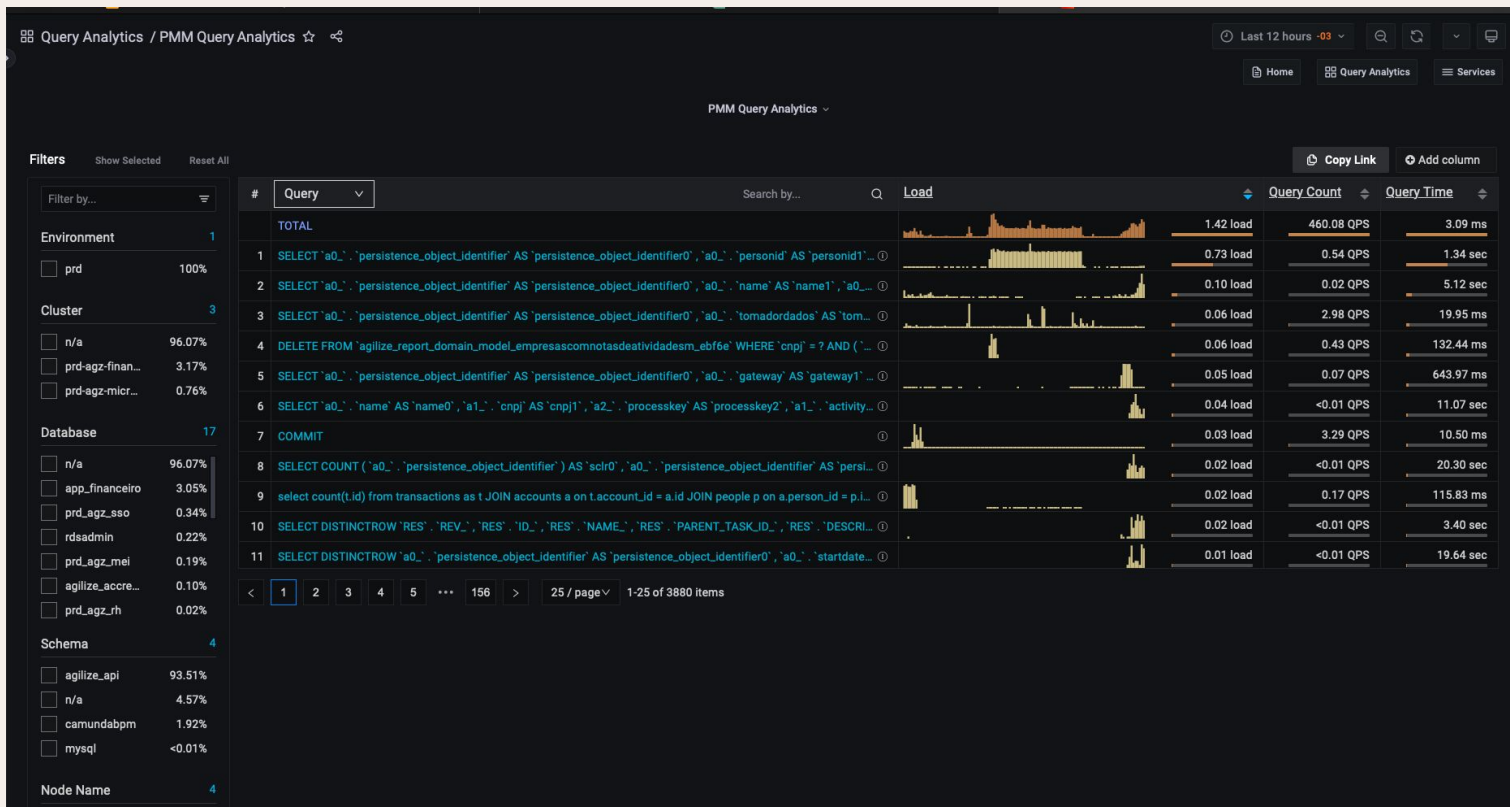 Query Analytics / PMM Query Analytics
Last 12 hours -03
Home
Query Analytics
Services
PMM Query Analytics
Filters Show Selected Reset All
Copy Link
Add column
Filter by...
# Query Search by... Load Query Count Query Time
TOTAL 1.42 load 460.08 QPS 3.09 ms
1 SELECT `a0_` . `persistence_object_identifier` AS `persistence_object_identifier0` , `a0_` . `personid` AS `personid1`... 0.73 load 0.54 QPS 1.34 sec
2 SELECT `a0_` . `persistence_object_identifier` AS `persistence_object_identifier0` , `a0_` . `name` AS `name1` , `a0_... 0.10 load 0.02 QPS 5.12 sec
3 SELECT `a0_` . `persistence_object_identifier` AS `persistence_object_identifier0` , `a0_` . `tomadordados` AS `tom... 0.06 load 2.98 QPS 19.95 ms
4 DELETE FROM `agilize_report_domain_model_empresascomnotasdeatividadesm_ebf6e` WHERE `cnpj` = ? AND ( `... 0.06 load 0.43 QPS 132.44 ms
5 SELECT `a0_` . `persistence_object_identifier` AS `persistence_object_identifier0` , `a0_` . `gateway` AS `gateway1` ... 0.05 load 0.07 QPS 643.97 ms
6 SELECT `a0_` . `name` AS `name0` , `a1_` . `cnpj` AS `cnpj1` , `a2_` . `processkey` AS `processkey2` , `a1_` . `activity... 0.04 load <0.01 QPS 11.07 sec
7 COMMIT 0.03 load 3.29 QPS 10.50 ms
8 SELECT COUNT ( `a0_` . `persistence_object_identifier` ) AS `sclr0` , `a0_` . `persistence_object_identifier` AS `persi... 0.02 load <0.01 QPS 20.30 sec
9 select count(t.id) from transactions as t JOIN accounts a on t.account_id = a.id JOIN people p on a.person_id = p.i... 0.02 load 0.17 QPS 115.83 ms
10 SELECT DISTINCTROW `RES` . `REV_` , `RES` . `ID_` , `RES` . `NAME_` , `RES` . `PARENT_TASK_ID_` , `RES` . `DESCRI... 0.02 load <0.01 QPS 3.40 sec
11 SELECT DISTINCTROW `a0_` . `persistence_object_identifier` AS `persistence_object_identifier0` , `a0_` . `startdate... 0.01 load <0.01 QPS 19.64 sec
< 1 2 3 4 5 ••• 156 > 25 / page 1-25 of 3880 items
Environment 1
prd 100%
Cluster 3
n/a 96.07%
prd-agz-finan... 3.17%
prd-agz-micr... 0.76%
Database 17
n/a 96.07%
app_financeiro 3.05%
prd_agz_sso 0.34%
rdsadmin 0.22%
prd_agz_mei 0.19%
agilize_accre... 0.10%
prd_agz_rh 0.02%
Schema 4
agilize_api 93.51%
n/a 4.57%
camundabpm 1.92%
mysql <0.01%
Node Name 4